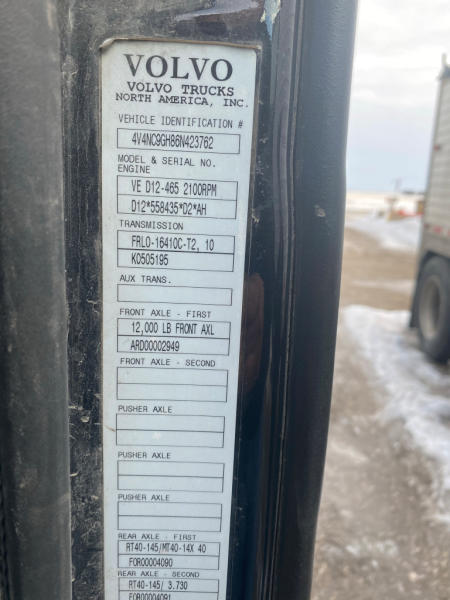 VOLVO
VOLVO TRUCKS
NORTH AMERICA, INC.
VEHICLE IDENTIFICATION #
4V4NC9GH86N423762
MODEL & SERIAL NO.
ENGINE
VE D12-465 2100RPM
D12*558435*D2*AH
TRANSMISSION
FRLO-16410C-T2, 10
K0505195
AUX TRANS.
FRONT AXLE - FIRST
12,000 LB FRONT AXL
ARD00002949
FRONT AXLE - SECOND
PUSHER AXLE
PUSHER AXLE
PUSHER AXLE
REAR AXLE - FIRST
RT40-145/MT40-14X 40
FOR00004090
REAR AXLE - SECOND
RT40-145/ 3.730
FOR00004091